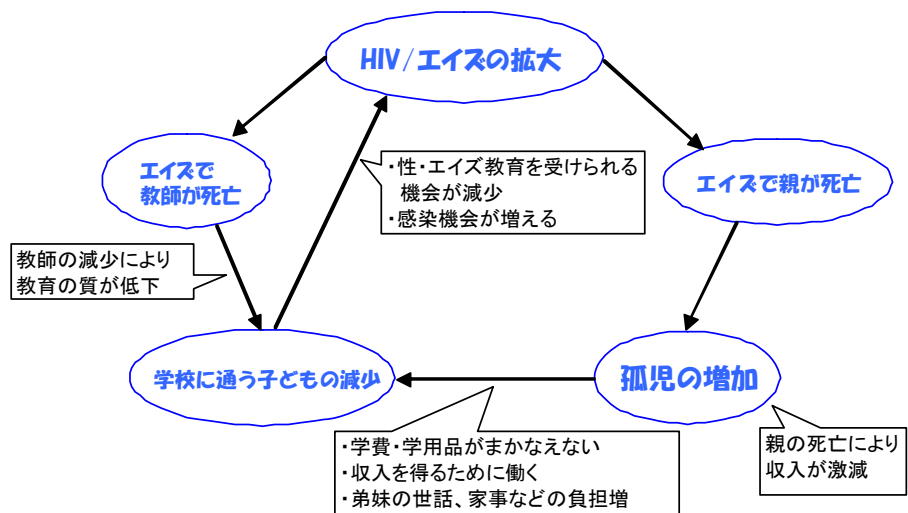 HIV/エイズの拡大
エイズで
教師が死亡
・性・エイズ教育を受けられる
機会が減少
・感染機会が増える
エイズで親が死亡
教師の減少により
教育の質が低下
学校に通う子どもの減少
孤児の増加
・学費・学用品がまかなえない
・収入を得るために働く
・弟妹の世話、家事などの負担増
親の死亡により
収入が激減